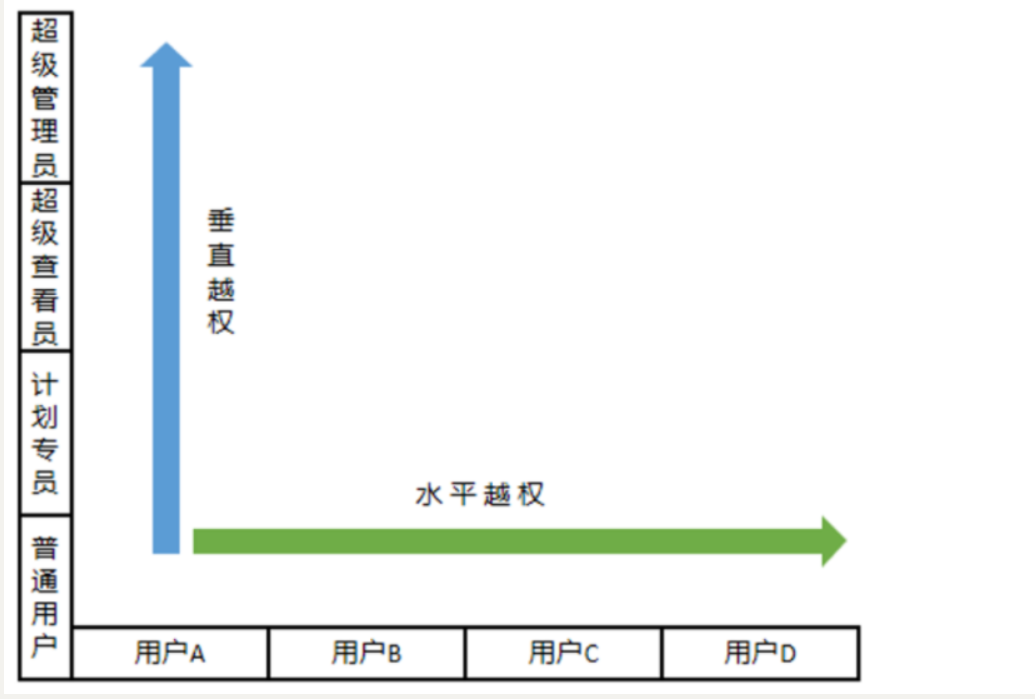 超级管理员
超级查看员
计划专员
普通用户
垂直越权
水平越权
用户A
用户B
用户C
用户D